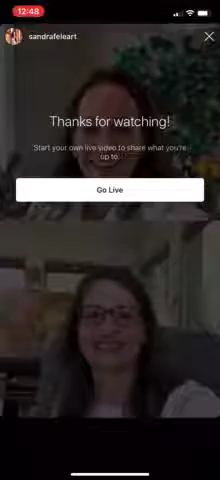 12:48
sandrafeleart
Thanks for watching!
Start your own live video to share what you're
up to.
Go Live